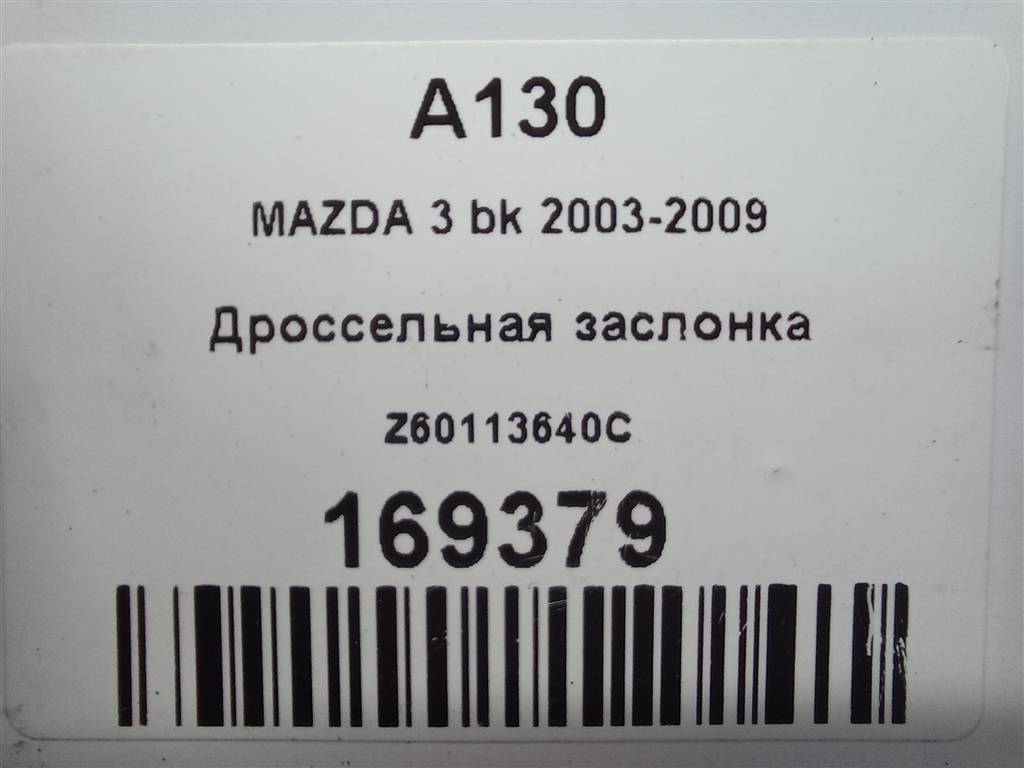 A130
MAZDA 3 bk 2003-2009
Дроссельная заслонка
Z60113640C
169379